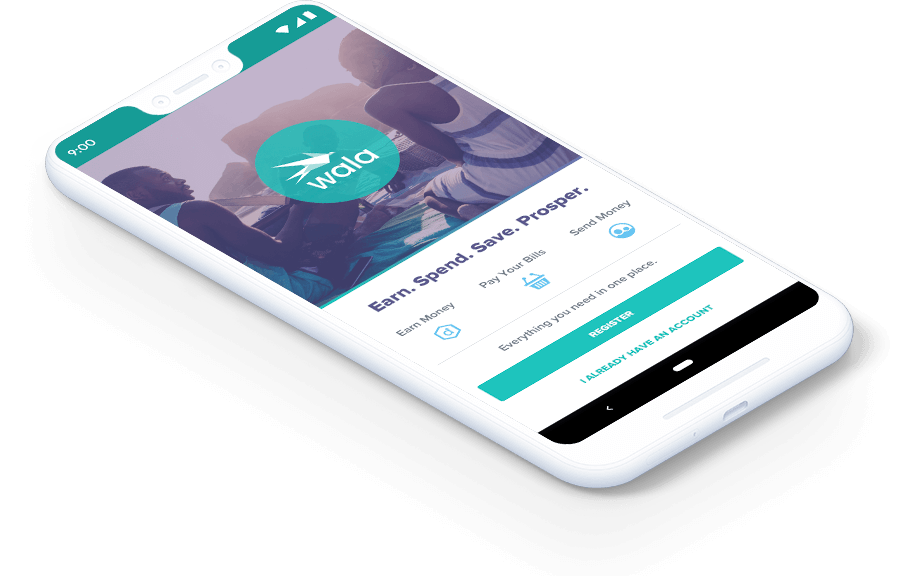 9:00
wala
Earn. Spend. Save. Prosper.
Earn Money
Pay Your Bills
Send Money
Everything you need in one place.
REGISTER
I ALREADY HAVE AN ACCOUNT